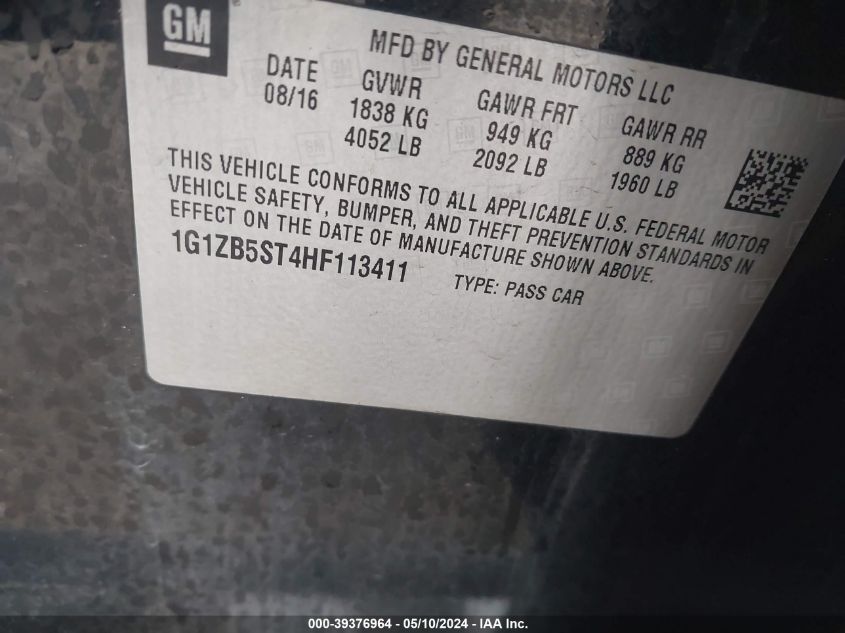 GM
MFD BY GENERAL MOTORS LLC
DATE GVWR GAWR FRT GAWR RR
08/16 1838 KG 949 KG 889 KG
4052 LB 2092 LB 1960 LB
THIS VEHICLE CONFORMS TO ALL APPLICABLE U.S. FEDERAL MOTOR
VEHICLE SAFETY, BUMPER, AND THEFT PREVENTION STANDARDS IN
EFFECT ON THE DATE OF MANUFACTURE SHOWN ABOVE.
1G1ZB5ST4HF113411 TYPE: PASS CAR
000-39376964 - 05/10/2024 - IAA Inc.